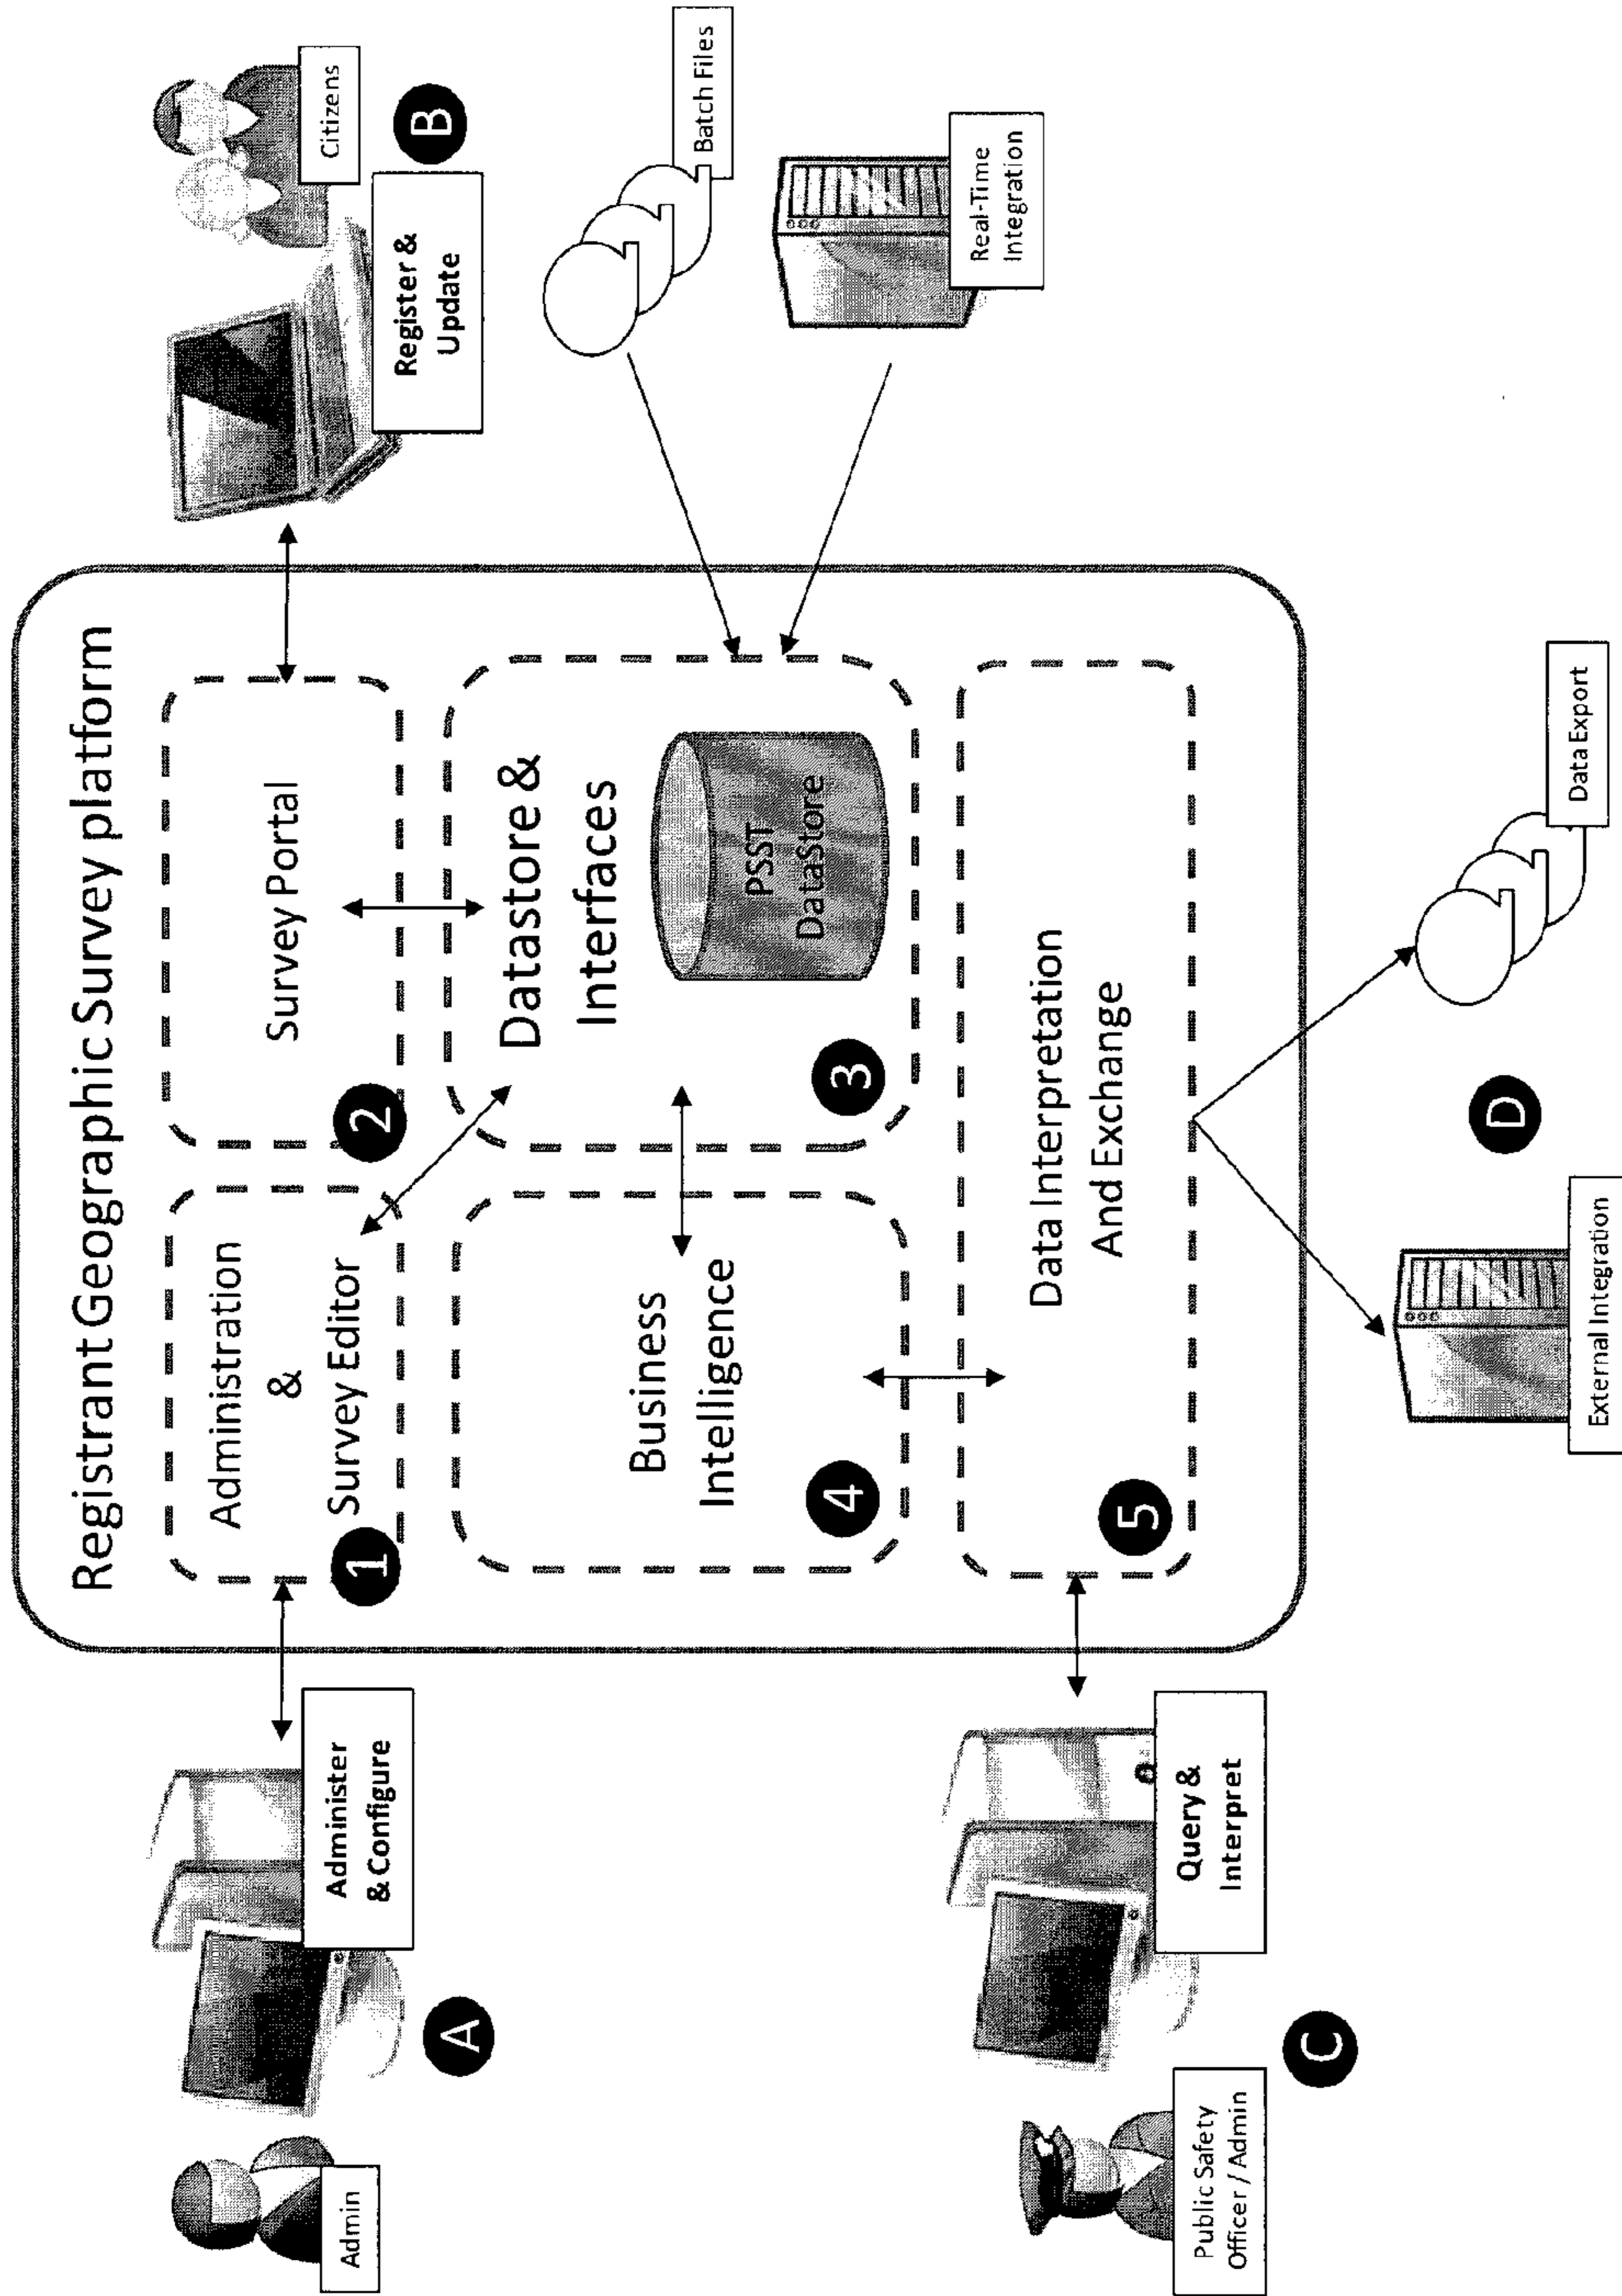 Registrant Geographic Survey platform
Admin
Administer
& Configure
A
Administration
&
Survey Editor
1
Survey Portal
2
Citizens
Register &
Update
B
Business
Intelligence
4
Datastore &
Interfaces
PSST
DataStore
3
Batch Files
Real-Time
Integration
Public Safety
Officer / Admin
Query &
Interpret
C
Data Interpretation
And Exchange
5
External Integration
D
Data Export